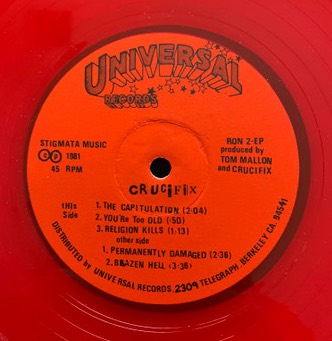 UNIVERSAL
RECORDS
STIGMATA MUSIC
© ℗ 1981
45 RPM
RON 2-EP
produced by
TOM MALLON
and CRUCIFIX
CRUCiFiX
this Side
1. THE CAPITULATION (2:04)
2. YOU'Re Too OLD (:50)
3. RELIGION KILLS (1:13)
other side
1. PERMANENTLY DAMAGED (2:36)
2. BRAZEN HELL (3:36)
DISTRIBUTED BY UNIVERSAL RECORDS, 2309 TELEGRAPH, BERKELEY CA. 94541